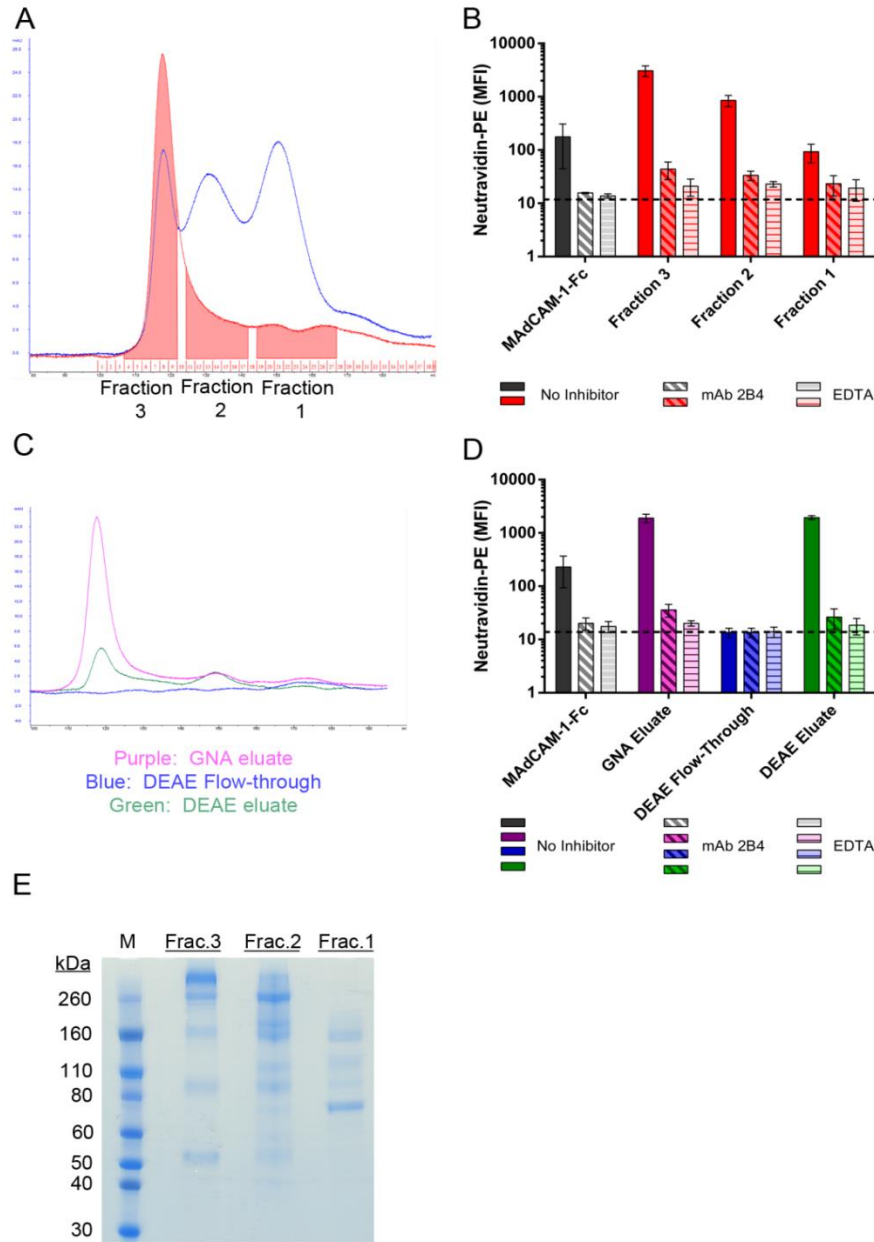 A
Fraction
3
Fraction
2
Fraction
1
B
Neutravidin-PE (MFI)
10000
1000
100
10
1
MAdCAM-1-Fc
Fraction 3
Fraction 2
Fraction 1
No Inhibitor
mAb 2B4
EDTA
C
Purple: GNA eluate
Blue: DEAE Flow-through
Green: DEAE eluate
D
Neutravidin-PE (MFI)
10000
1000
100
10
1
MAdCAM-1-Fc
GNA Eluate
DEAE Flow-Through
DEAE Eluate
No Inhibitor
mAb 2B4
EDTA
E
M Frac.3 Frac.2 Frac.1
kDa
260
160
110
80
60
50
40
30